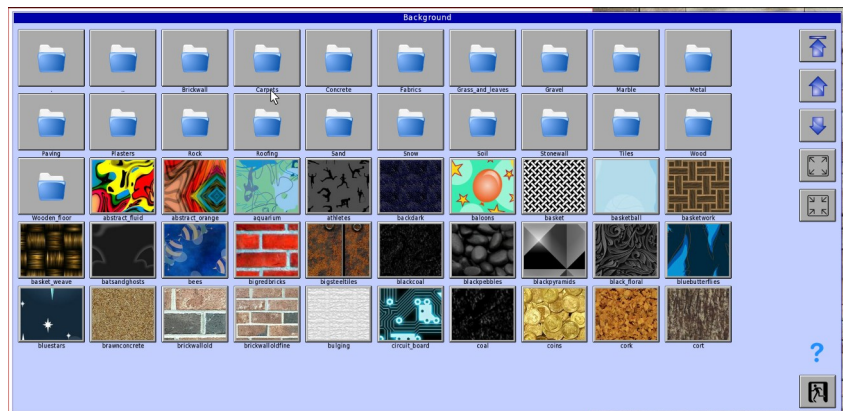 Background
.
..
Brickwall
Carpets
Concrete
Fabrics
Grass_and_leaves
Gravel
Marble
Metal
Paving
Plasters
Rock
Roofing
Sand
Snow
Soil
Stonewall
Tiles
Wood
Wooden_floor
abstract_fluid
abstract_orange
aquarium
athletes
backdark
baloons
basket
basketball
basketwork
basket_weave
batsandghosts
bees
bigredbricks
bigsteeltiles
blackcoal
blackpebbles
blackpyramids
black_floral
bluebutterflies
bluestars
brawnconcrete
brickwallold
brickwalloldfine
bulging
circuit_board
coal
coins
cork
cort
?